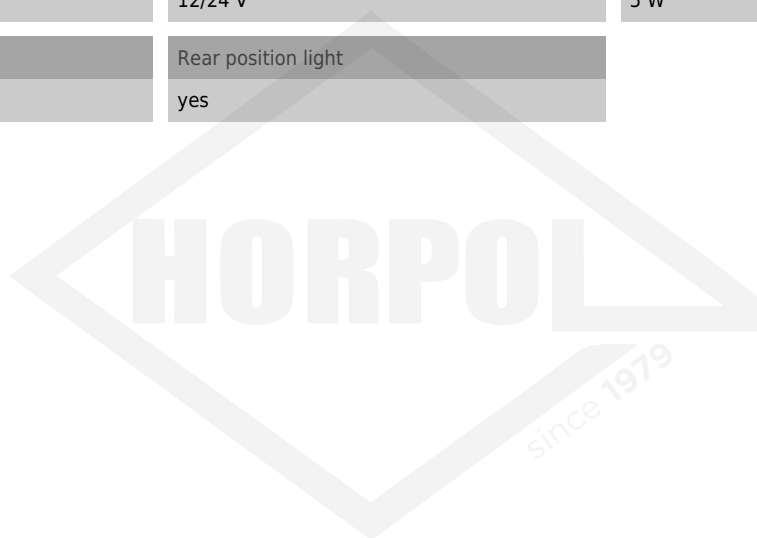 12/24 V 5 W
Rear position light
yes
HORPOL
since 1979